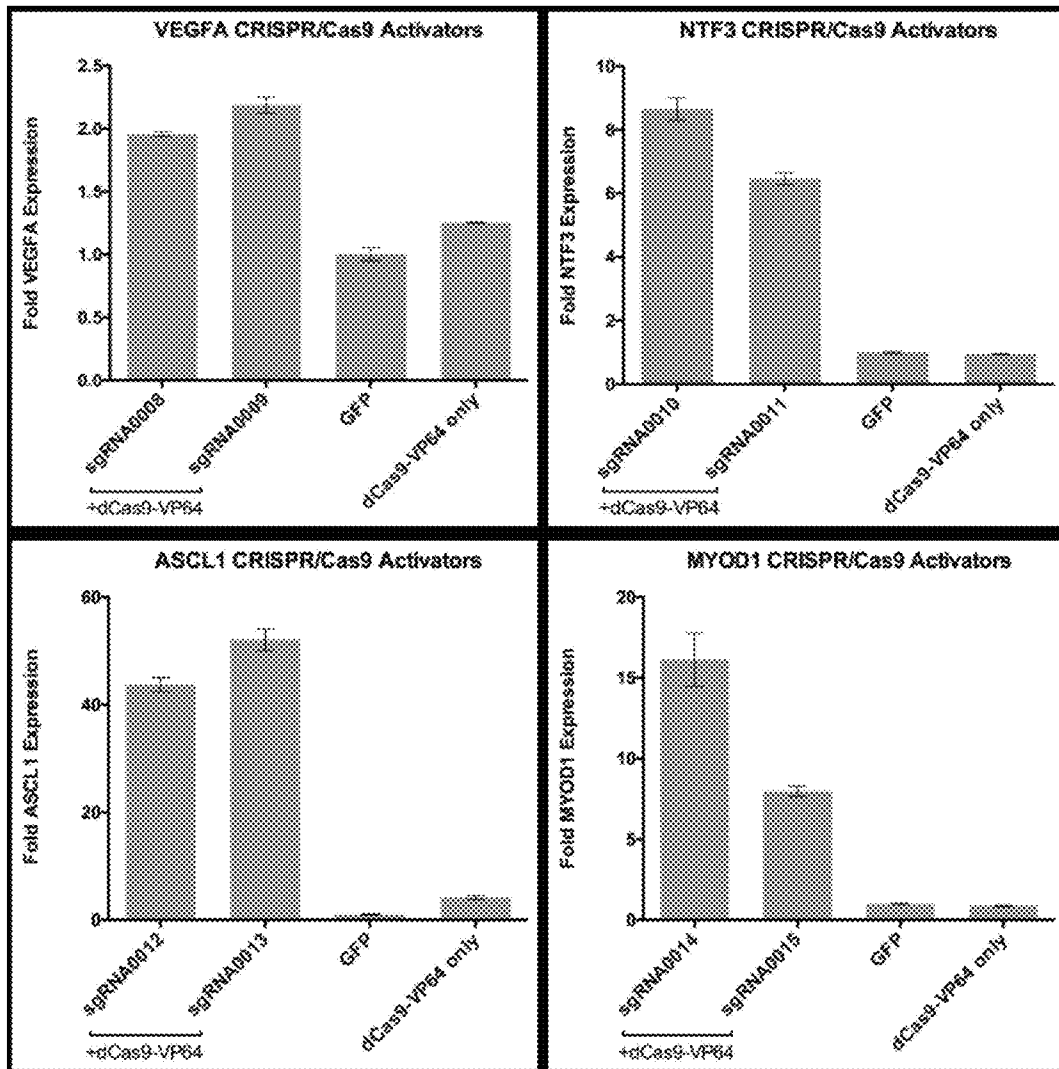 VEGFA CRISPR/Cas9 Activators
Fold VEGFA Expression
2.5
2.0
1.5
1.0
0.5
0.0
sgRNA0008
sgRNA0009
GFP
dCas9-VP64 only
+dCas9-VP64
NTF3 CRISPR/Cas9 Activators
Fold NTF3 Expression
10
8
6
4
2
0
sgRNA0010
sgRNA0011
GFP
dCas9-VP64 only
+dCas9-VP64
ASCL1 CRISPR/Cas9 Activators
Fold ASCL1 Expression
60
40
20
0
sgRNA0012
sgRNA0013
GFP
dCas9-VP64 only
+dCas9-VP64
MYOD1 CRISPR/Cas9 Activators
Fold MYOD1 Expression
20
15
10
5
0
sgRNA0014
sgRNA0015
GFP
dCas9-VP64 only
+dCas9-VP64